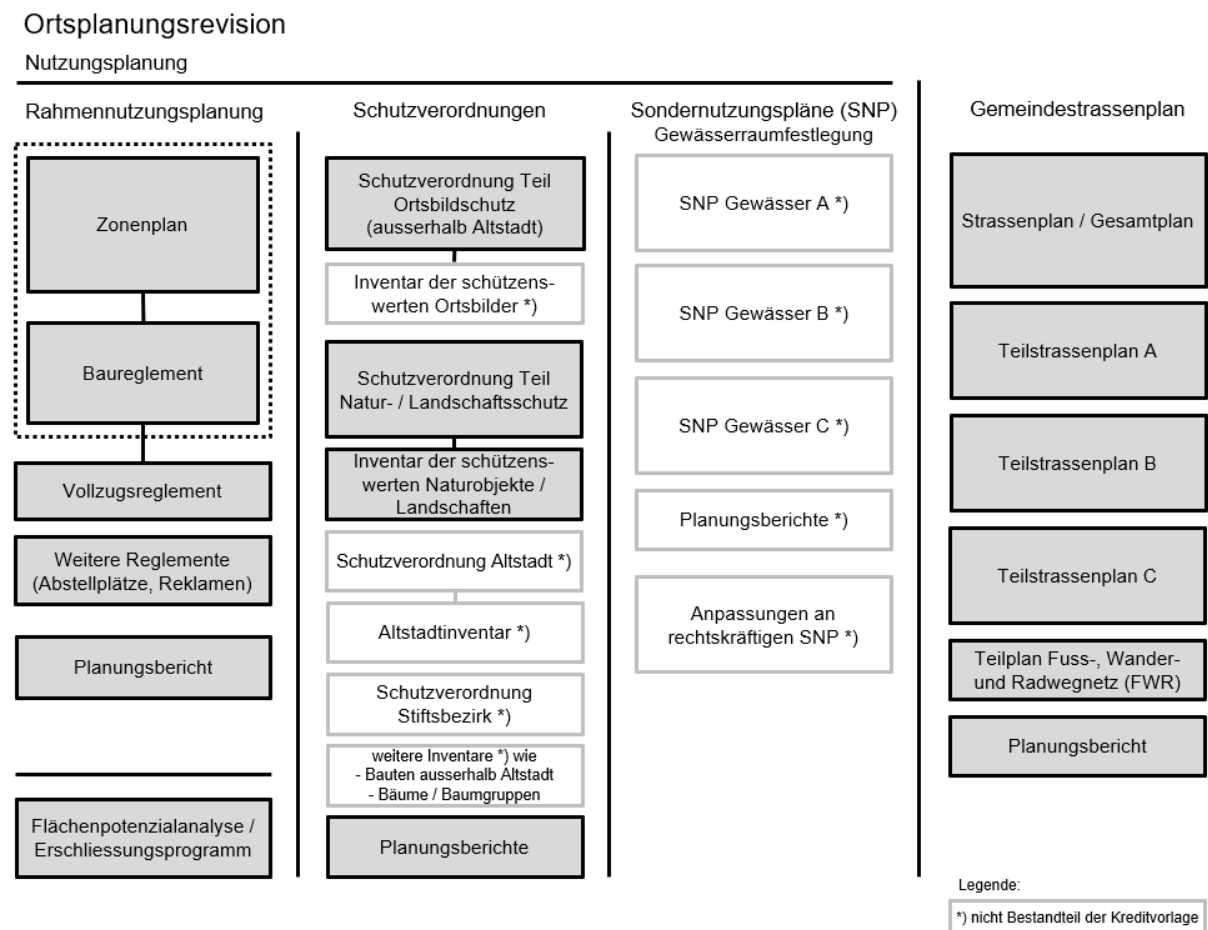 Ortsplanungsrevision
Nutzungsplanung
Rahmennutzungsplanung
Zonenplan
Baureglement
Vollzugsreglement
Weitere Reglemente
(Abstellplätze, Reklamen)
Planungsbericht
Flächenpotenzialanalyse /
Erschliessungsprogramm
Schutzverordnungen
Schutzverordnung Teil
Ortsbildschutz
(ausserhalb Altstadt)
Inventar der schützens-
werten Ortsbilder *)
Schutzverordnung Teil
Natur- / Landschaftsschutz
Inventar der schützens-
werten Naturobjekte /
Landschaften
Schutzverordnung Altstadt *)
Altstadtinventar *)
Schutzverordnung
Stiftsbezirk *)
weitere Inventare *) wie
- Bauten ausserhalb Altstadt
- Bäume / Baumgruppen
Planungsberichte
Sondernutzungspläne (SNP)
Gewässerraumfestlegung
SNP Gewässer A *)
SNP Gewässer B *)
SNP Gewässer C *)
Planungsberichte *)
Anpassungen an
rechtskräftigen SNP *)
Gemeindestrassenplan
Strassenplan / Gesamtplan
Teilstrassenplan A
Teilstrassenplan B
Teilstrassenplan C
Teilplan Fuss-, Wander-
und Radwegnetz (FWR)
Planungsbericht
Legende:
*) nicht Bestandteil der Kreditvorlage